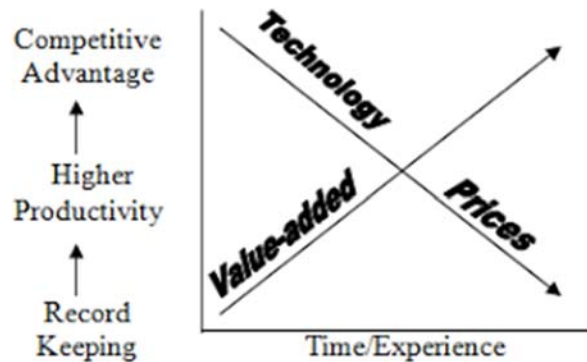 Competitive
Advantage
Higher
Productivity
Record
Keeping
Technology
Prices
Value-added
Time/Experience